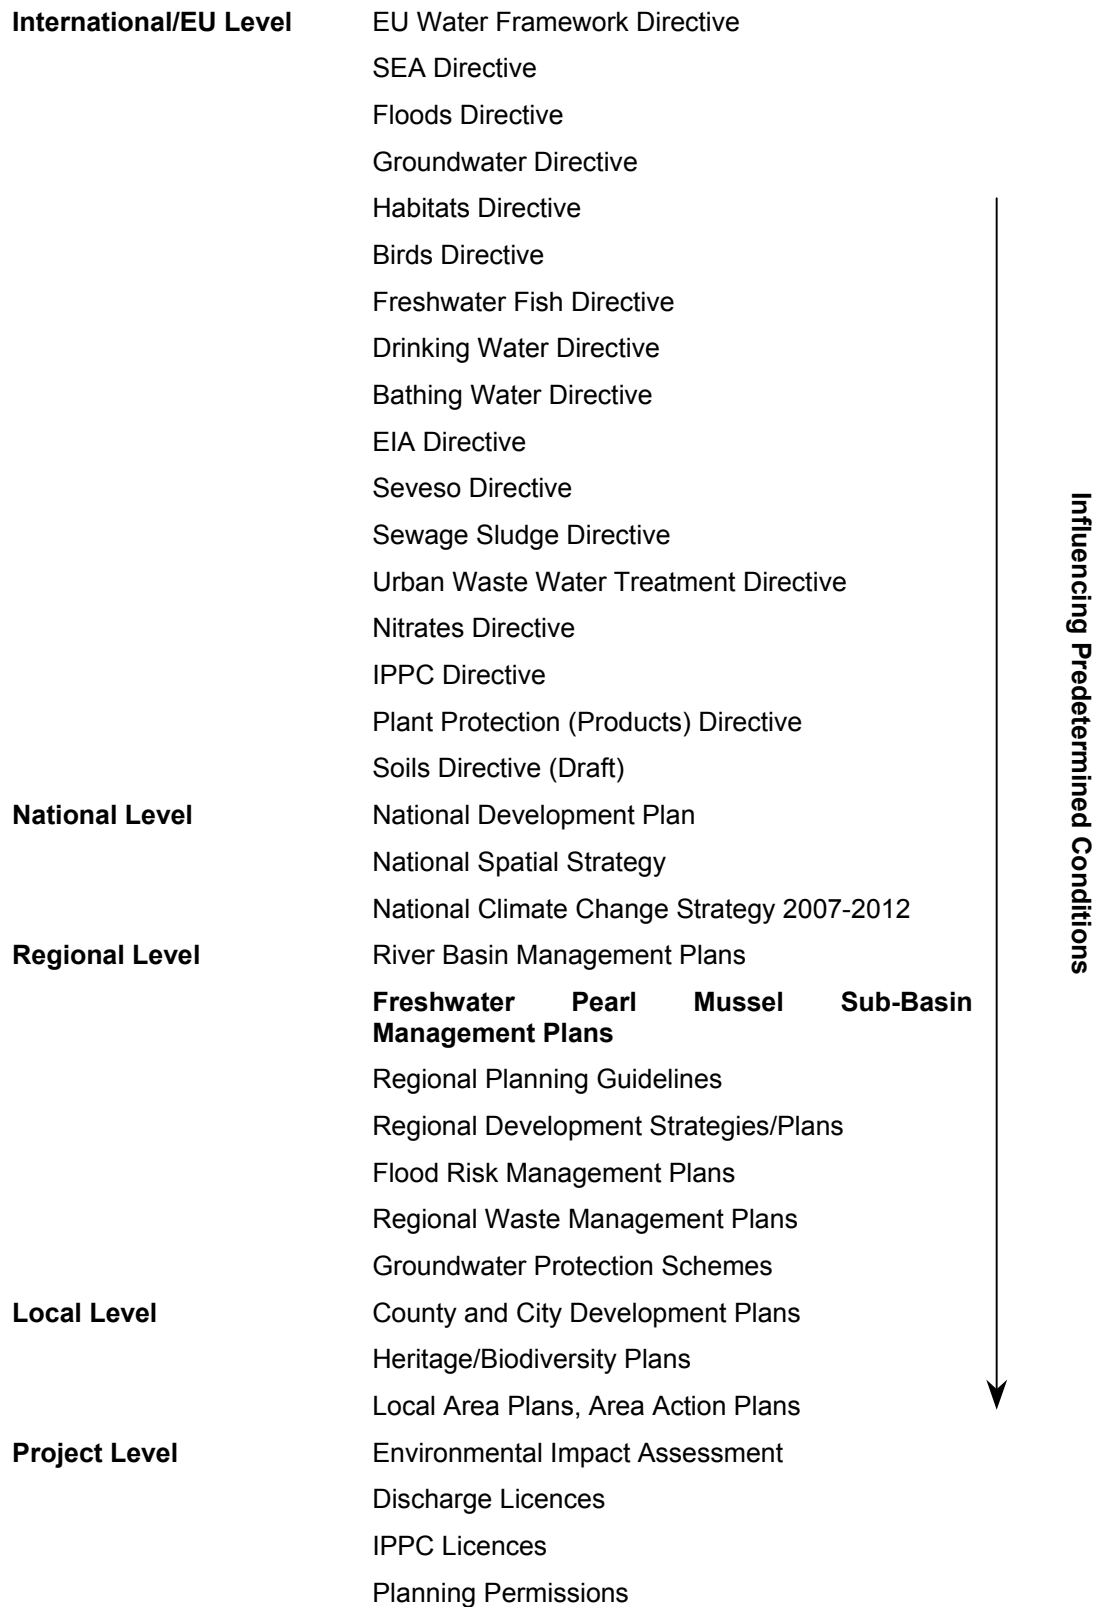 International/EU Level EU Water Framework Directive
SEA Directive
Floods Directive
Groundwater Directive
Habitats Directive
Birds Directive
Freshwater Fish Directive
Drinking Water Directive
Bathing Water Directive
EIA Directive
Seveso Directive
Sewage Sludge Directive
Urban Waste Water Treatment Directive
Nitrates Directive
IPPC Directive
Plant Protection (Products) Directive
Soils Directive (Draft)
National Level National Development Plan
National Spatial Strategy
National Climate Change Strategy 2007-2012
Regional Level River Basin Management Plans
Freshwater Pearl Mussel Sub-Basin
Management Plans
Regional Planning Guidelines
Regional Development Strategies/Plans
Flood Risk Management Plans
Regional Waste Management Plans
Groundwater Protection Schemes
Local Level County and City Development Plans
Heritage/Biodiversity Plans
Local Area Plans, Area Action Plans
Project Level Environmental Impact Assessment
Discharge Licences
IPPC Licences
Planning Permissions
Influencing Predetermined Conditions